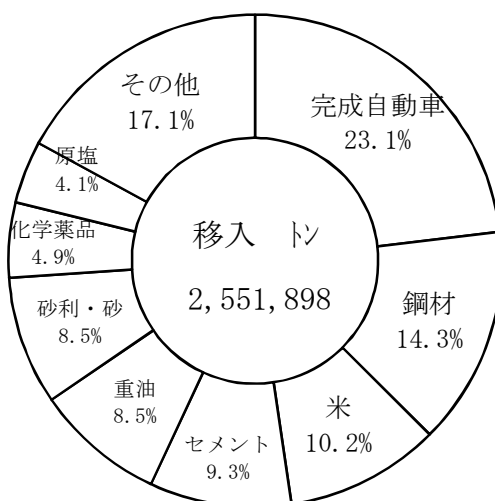 移入　トン
2,551,898
完成自動車
23.1%
鋼材
14.3%
米
10.2%
セメント
9.3%
重油
8.5%
砂利・砂
8.5%
化学薬品
4.9%
原塩
4.1%
その他
17.1%